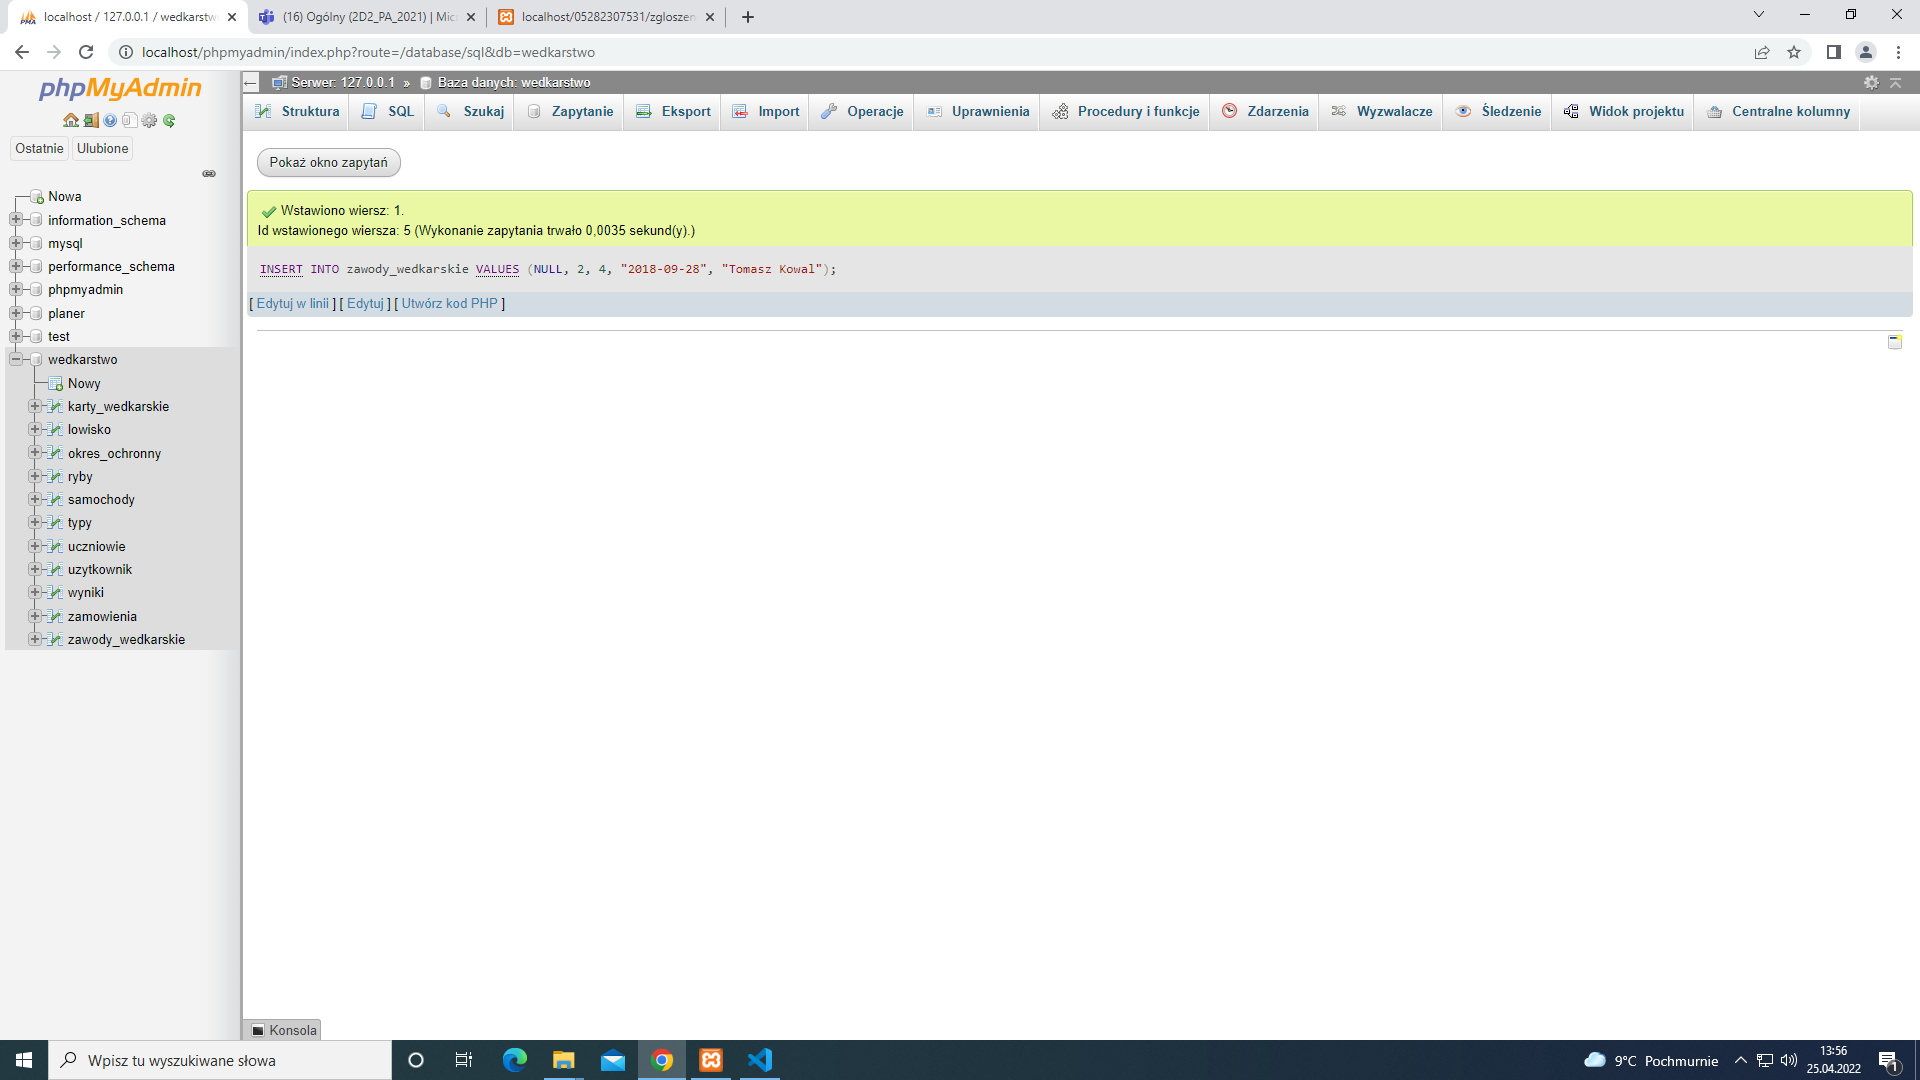 localhost / 127.0.0.1 / wedkarstw
(16) Ogólny (2D2_PA_2021) | Mic
localhost/05282307531/zgloszen
localhost/phpmyadmin/index.php?route=/database/sql&db=wedkarstwo
phpMyAdmin
Ostatnie
Ulubione
Nowa
information_schema
mysql
performance_schema
phpmyadmin
planer
test
wedkarstwo
Nowy
karty_wedkarskie
lowisko
okres_ochronny
ryby
samochody
typy
uczniowie
uzytkownik
wyniki
zamowienia
zawody_wedkarskie
Serwer: 127.0.0.1 » Baza danych: wedkarstwo
Struktura SQL Szukaj Zapytanie Eksport Import Operacje Uprawnienia Procedury i funkcje Zdarzenia Wyzwalacze Śledzenie Widok projektu Centralne kolumny
Pokaż okno zapytań
Wstawiono wiersz: 1.
Id wstawionego wiersza: 5 (Wykonanie zapytania trwało 0,0035 sekund(y).)
INSERT INTO zawody_wedkarskie VALUES (NULL, 2, 4, "2018-09-28", "Tomasz Kowal");
[ Edytuj w linii ] [ Edytuj ] [ Utwórz kod PHP ]
Konsola
Wpisz tu wyszukiwane słowa
9°C Pochmurnie
13:56
25.04.2022
1